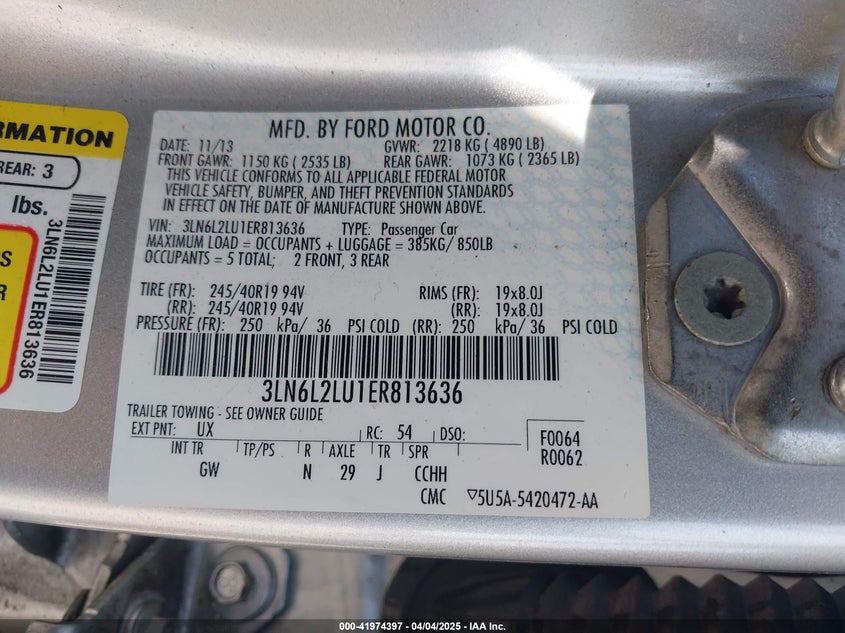 RMATION
REAR: 3
lbs.
S
R
3LN6L2LU1ER813636
MFD. BY FORD MOTOR CO.
DATE: 11/13 GVWR: 2218 KG ( 4890 LB)
FRONT GAWR: 1150 KG ( 2535 LB) REAR GAWR: 1073 KG ( 2365 LB)
THIS VEHICLE CONFORMS TO ALL APPLICABLE FEDERAL MOTOR
VEHICLE SAFETY, BUMPER, AND THEFT PREVENTION STANDARDS
IN EFFECT ON THE DATE OF MANUFACTURE SHOWN ABOVE.
VIN: 3LN6L2LU1ER813636 TYPE: Passenger Car
MAXIMUM LOAD = OCCUPANTS + LUGGAGE = 385KG/ 850LB
OCCUPANTS = 5 TOTAL; 2 FRONT, 3 REAR
TIRE (FR): 245/40R19 94V RIMS (FR): 19x8.0J
(RR): 245/40R19 94V (RR): 19x8.0J
PRESSURE (FR): 250 kPa/ 36 PSI COLD (RR): 250 kPa/ 36 PSI COLD
3LN6L2LU1ER813636
TRAILER TOWING - SEE OWNER GUIDE
EXT PNT: UX RC: 54 DSO: F0064
R0062
INT TR TP/PS R AXLE TR SPR
GW N 29 J CCHH
CMC ▽5U5A-5420472-AA
000-41974397 - 04/04/2025 - IAA Inc.